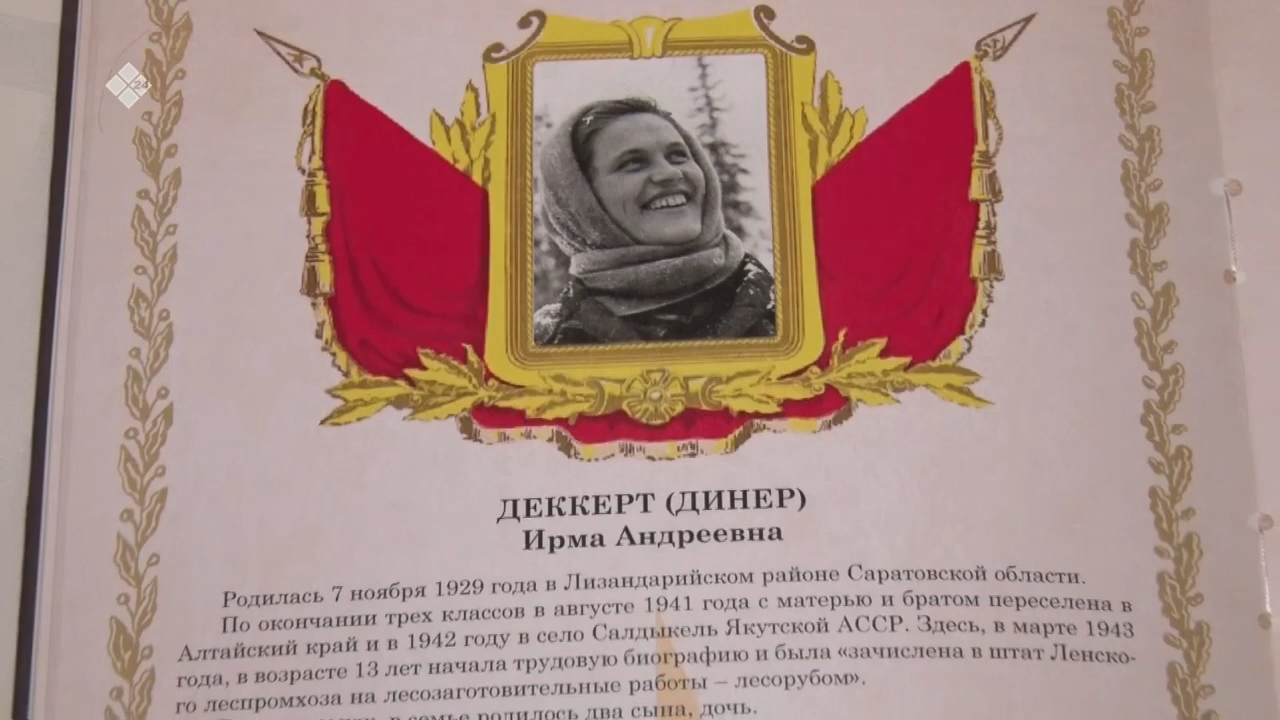 24
ДЕККЕРТ (ДИНЕР)
Ирма Андреевна
Родилась 7 ноября 1929 года в Лизандарийском районе Саратовской области.
По окончании трех классов в августе 1941 года с матерью и братом переселена в
Алтайский край и в 1942 году в село Салдыкель Якутской АССР. Здесь, в марте 1943
года, в возрасте 13 лет начала трудовую биографию и была «зачислена в штат Ленско-
го леспромхоза на лесозаготовительные работы – лесорубом».
в семье родилось два сына, дочь.